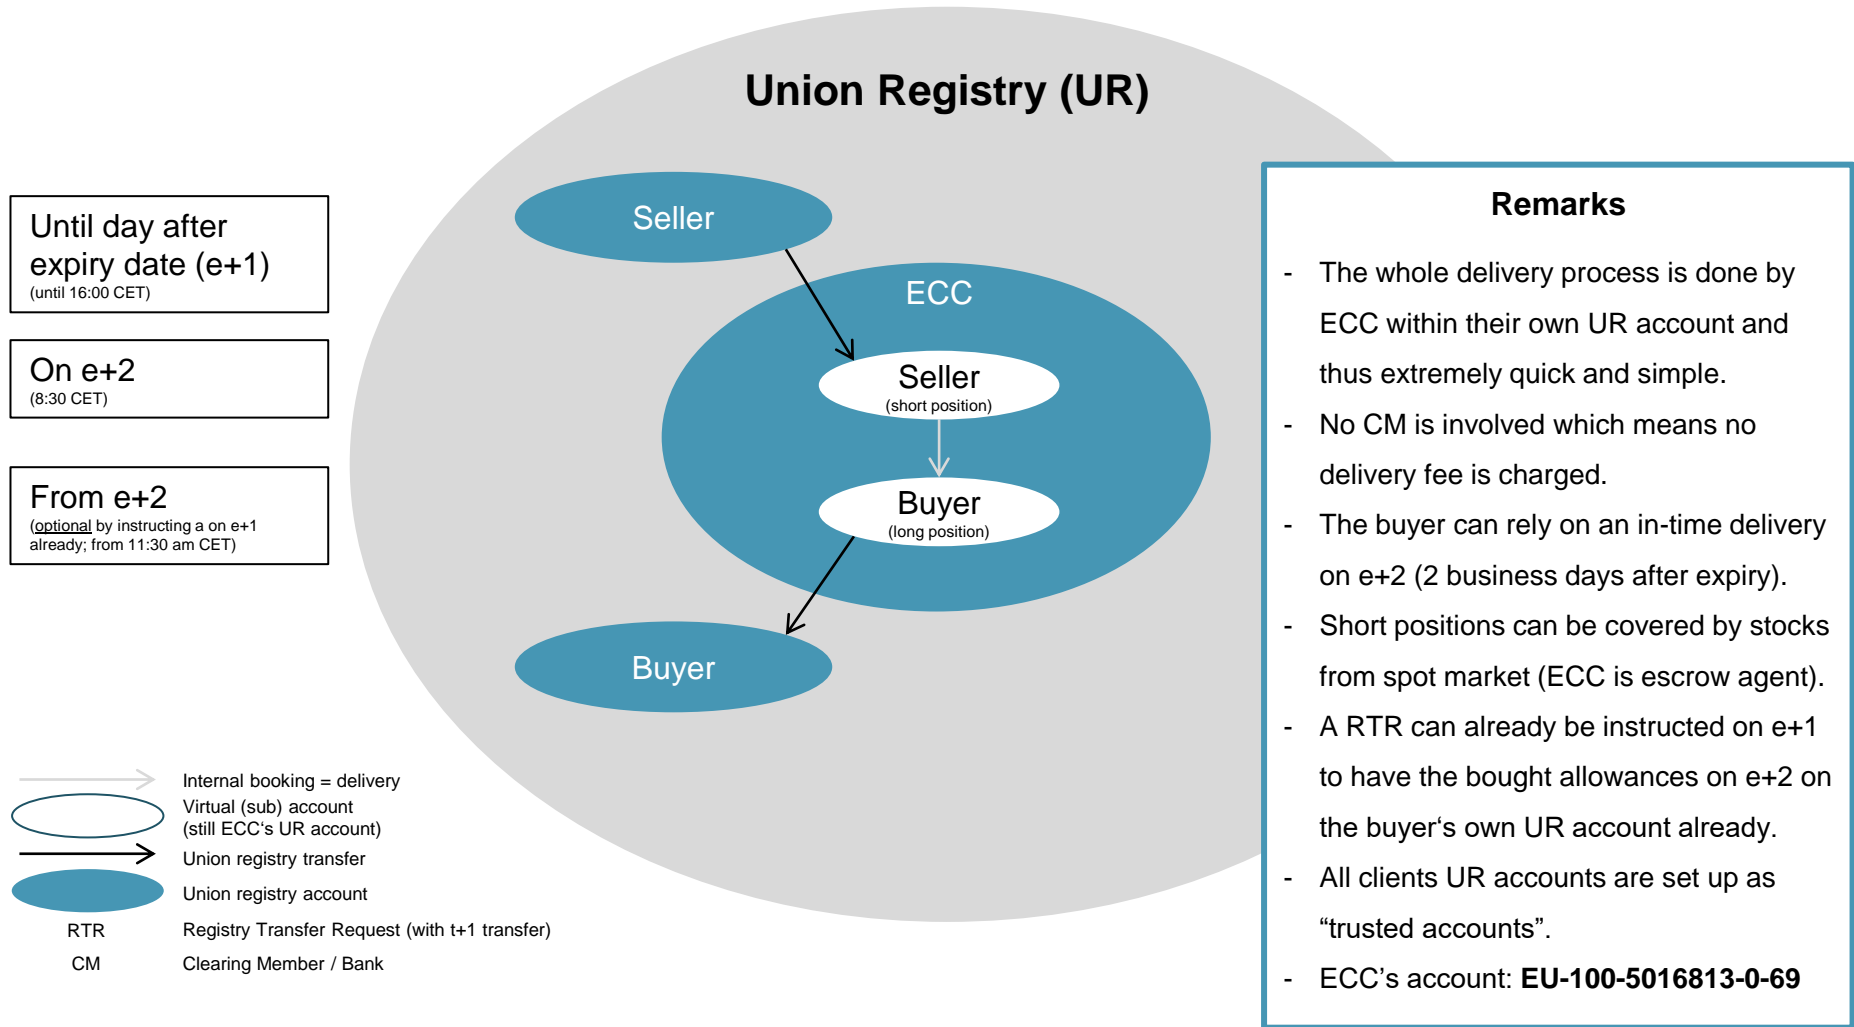 Union Registry (UR)
Until day after
expiry date (e+1)
(until 16:00 CET)
On e+2
(8:30 CET)
From e+2
(optional by instructing a on e+1
already; from 11:30 am CET)
Seller
ECC
Seller
(short position)
Buyer
(long position)
Buyer
Internal booking = delivery
Virtual (sub) account
(still ECC‘s UR account)
Union registry transfer
Union registry account
RTR Registry Transfer Request (with t+1 transfer)
CM Clearing Member / Bank
Remarks
- The whole delivery process is done by
ECC within their own UR account and
thus extremely quick and simple.
- No CM is involved which means no
delivery fee is charged.
- The buyer can rely on an in-time delivery
on e+2 (2 business days after expiry).
- Short positions can be covered by stocks
from spot market (ECC is escrow agent).
- A RTR can already be instructed on e+1
to have the bought allowances on e+2 on
the buyer‘s own UR account already.
- All clients UR accounts are set up as
“trusted accounts”.
- ECC’s account: EU-100-5016813-0-69